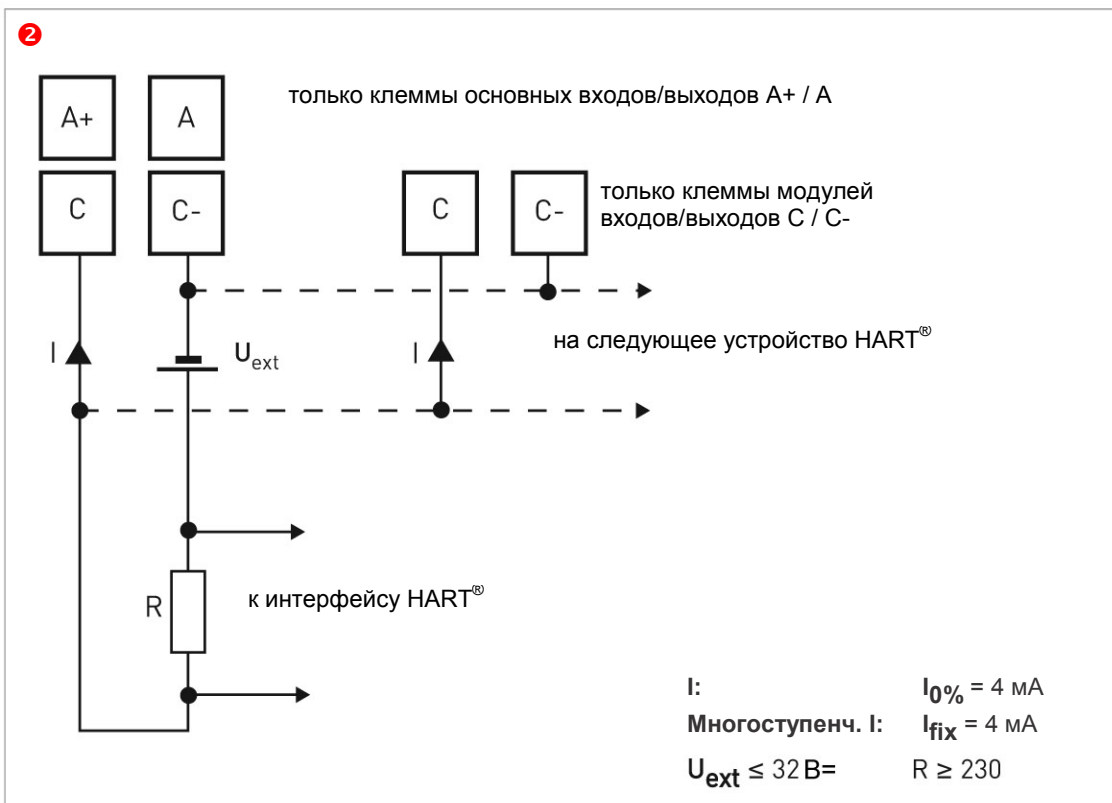 2
только клеммы основных входов/выходов A+ / A
A+ A
C C-
C C-
только клеммы модулей
входов/выходов C / C-
на следующее устройство HART®
I
Uext
I
к интерфейсу HART®
R
I: I0% = 4 мА
Многоступенч. I: Ifix = 4 мА
Uext ≤ 32 В= R ≥ 230